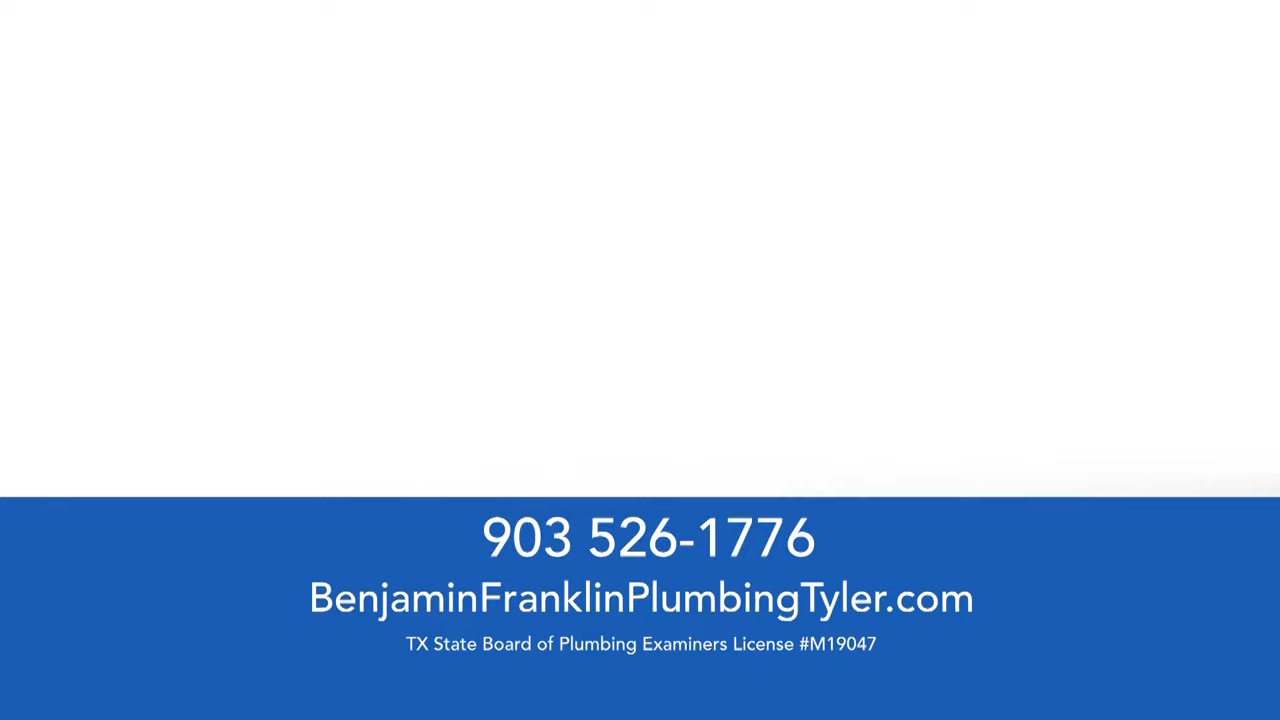 903 526-1776
BenjaminFranklinPlumbingTyler.com
TX State Board of Plumbing Examiners License #M19047